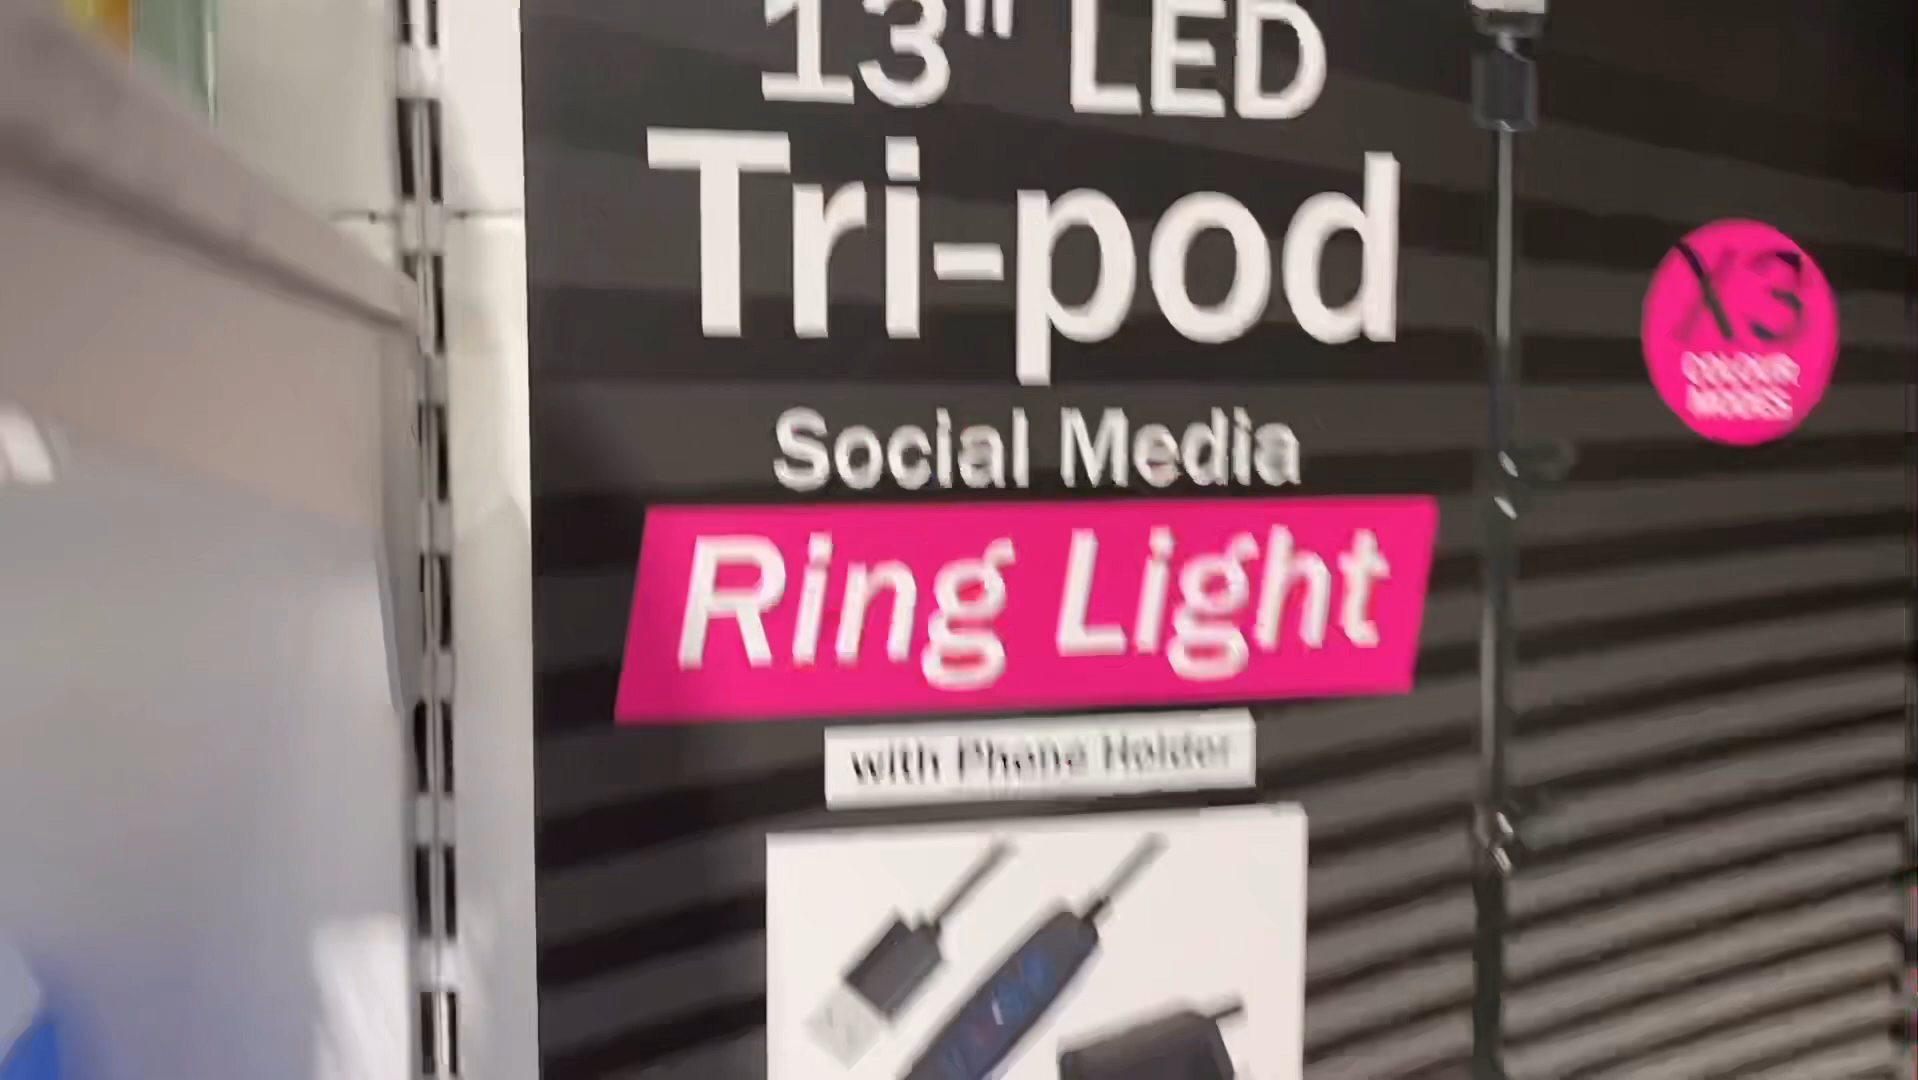 13" LED
Tri-pod
Social Media
Ring Light
with Phone Holder
X3
COLOUR
MODES